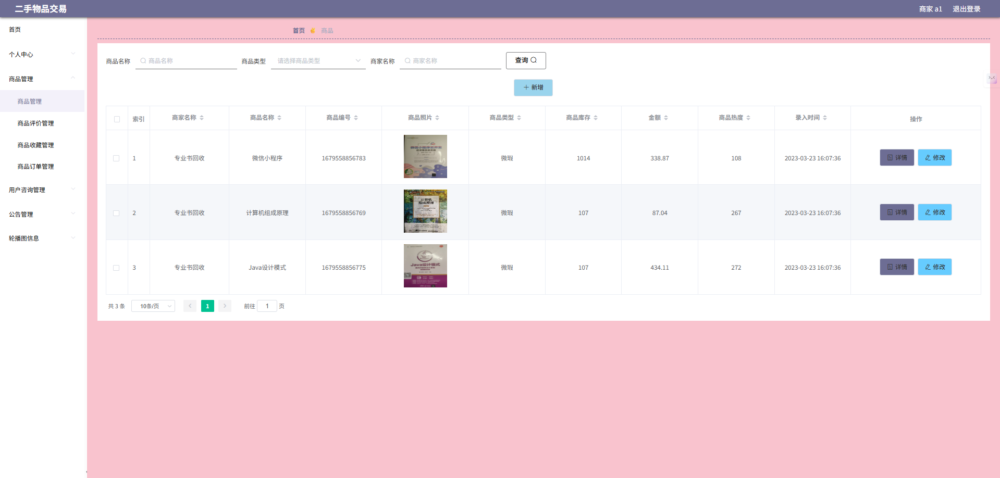 二手物品交易
商家 a1 退出登录
首页
个人中心
商品管理
商品管理
商品评价管理
商品收藏管理
商品订单管理
用户咨询管理
公告管理
轮播图信息
首页 商品
商品名称 商品名称 商品类型 请选择商品类型 商家名称 商家名称 查询
新增
索引 商家名称 商品名称 商品编号 商品照片 商品类型 商品库存 金额 商品热度 录入时间 操作
1 专业书回收 微信小程序 1679558856783 微瑕 1014 338.87 108 2023-03-23 16:07:36 详情 修改
微信小程序云开发
2 专业书回收 计算机组成原理 1679558856769 微瑕 107 87.04 267 2023-03-23 16:07:36 详情 修改
计算机
组成原理
3 专业书回收 Java设计模式 1679558856775 微瑕 107 434.11 272 2023-03-23 16:07:36 详情 修改
Java设计模式
共 3 条 10条/页 1 前往 1 页